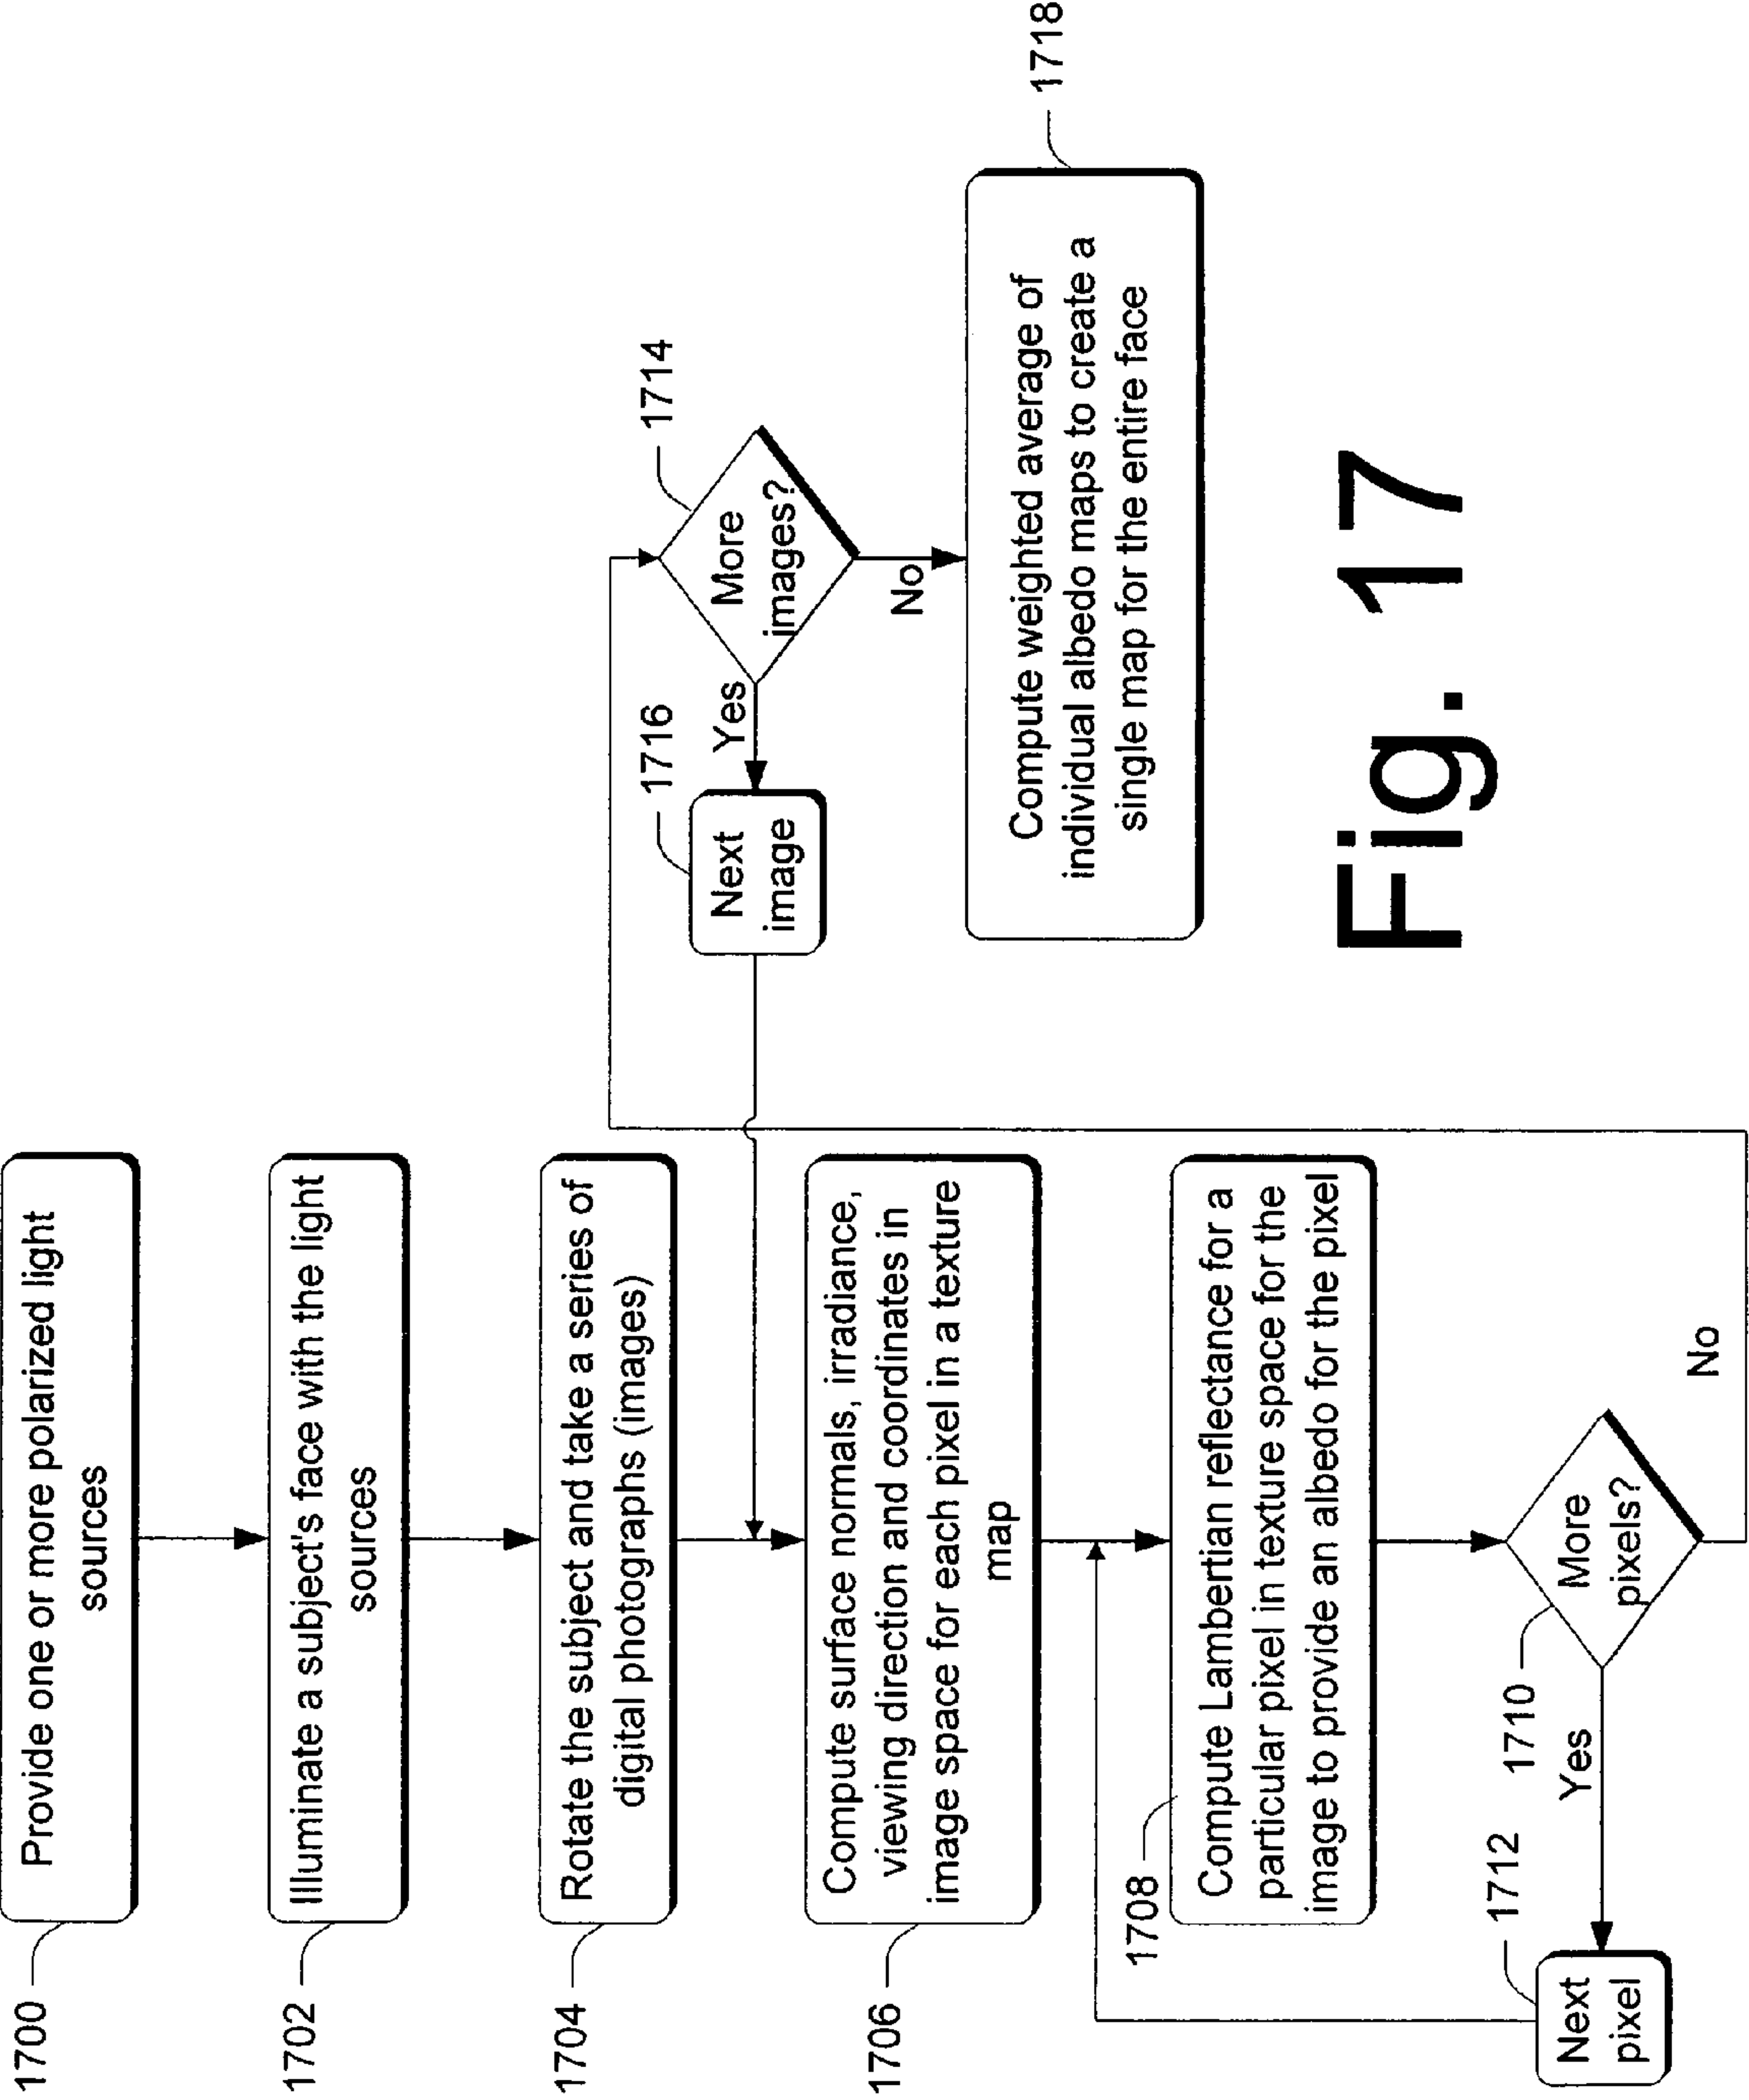 1700
Provide one or more polarized light
sources
1702
Illuminate a subject's face with the light
sources
1704
Rotate the subject and take a series of
digital photographs (images)
1706
Compute surface normals, irradiance,
viewing direction and coordinates in
image space for each pixel in a texture
map
1708
Compute Lambertian reflectance for a
particular pixel in texture space for the
image to provide an albedo for the pixel
1710
More
pixels?
Yes
No
1712
Next
pixel
1714
More
images?
Yes
No
1716
Next
image
1718
Compute weighted average of
individual albedo maps to create a
single map for the entire face
Fig. 17